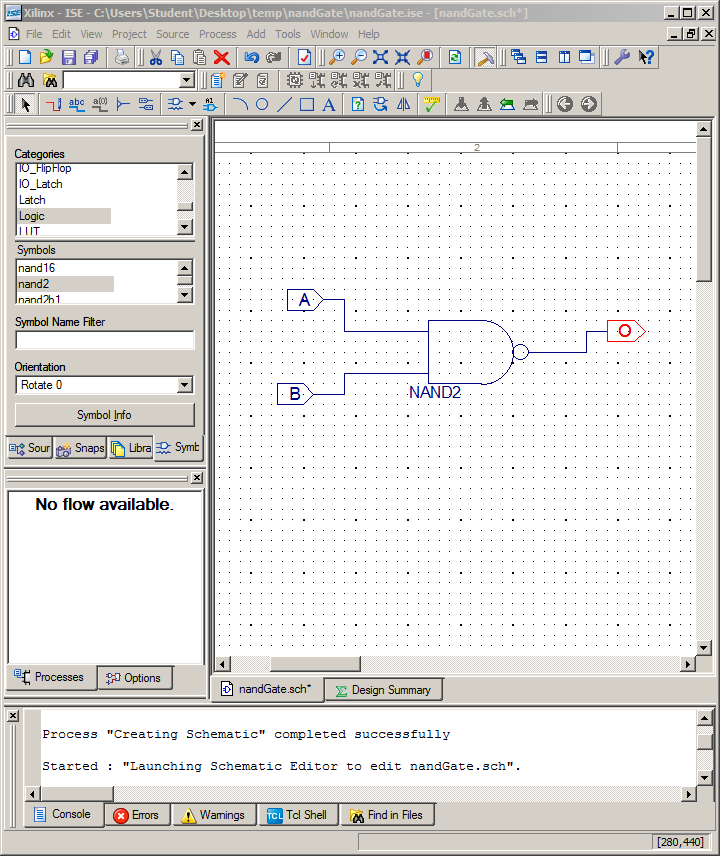 Xilinx - ISE - C:\Users\Student\Desktop\temp\nandGate\nandGate.ise - [nandGate.sch*]
File Edit View Project Source Process Add Tools Window Help
abc
a(0)
A1
A
Categories
IO_FlipFlop
IO_Latch
Latch
Logic
LUT
Symbols
nand16
nand2
nand2b1
Symbol Name Filter
Orientation
Rotate 0
Symbol Info
Sour Snaps Libra Symb
No flow available.
Processes Options
2
A
B
NAND2
O
nandGate.sch* Design Summary
Process "Creating Schematic" completed successfully
Started : "Launching Schematic Editor to edit nandGate.sch".
Console Errors Warnings TCL Tcl Shell Find in Files
[280,440]